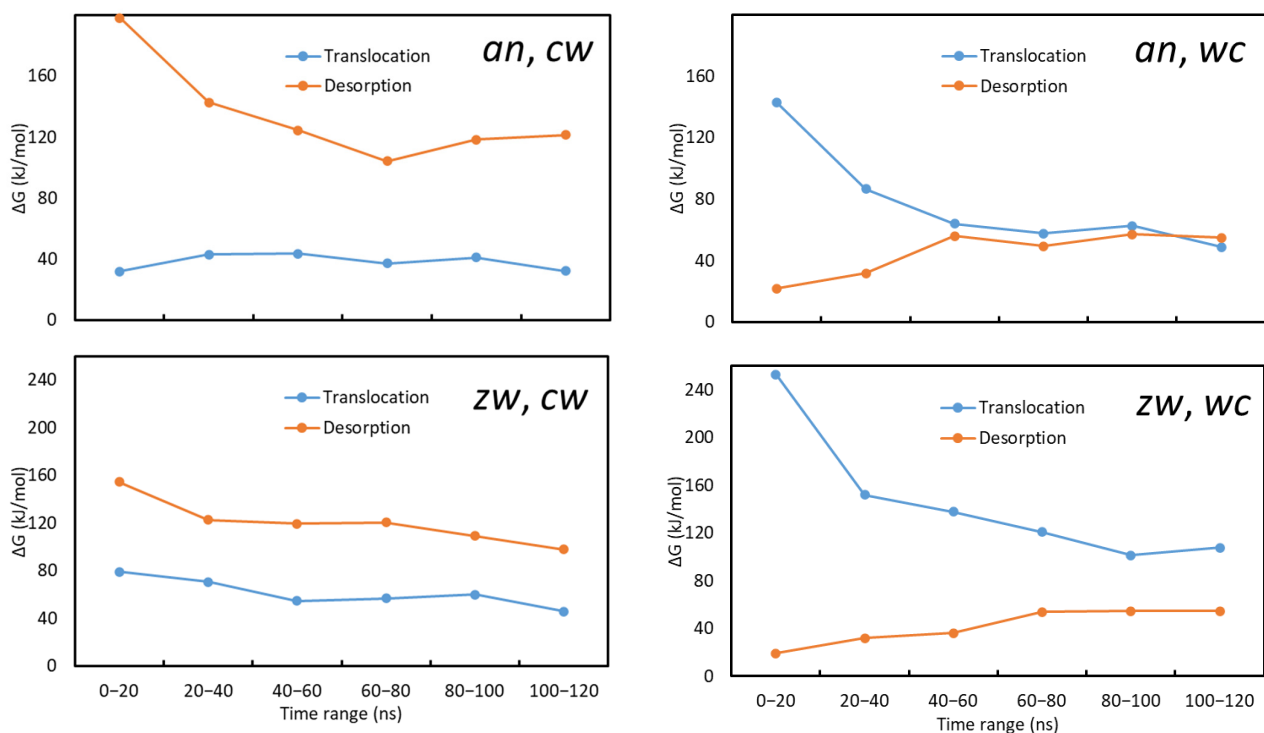 an, cw
Translocation
Desorption
ΔG (kJ/mol)
160
120
80
40
0
an, wc
Translocation
Desorption
ΔG (kJ/mol)
160
120
80
40
0
zw, cw
Translocation
Desorption
ΔG (kJ/mol)
240
200
160
120
80
40
0
0−20 20−40 40−60 60−80 80−100 100−120
Time range (ns)
zw, wc
Translocation
Desorption
ΔG (kJ/mol)
240
200
160
120
80
40
0
0−20 20−40 40−60 60−80 80−100 100−120
Time range (ns)